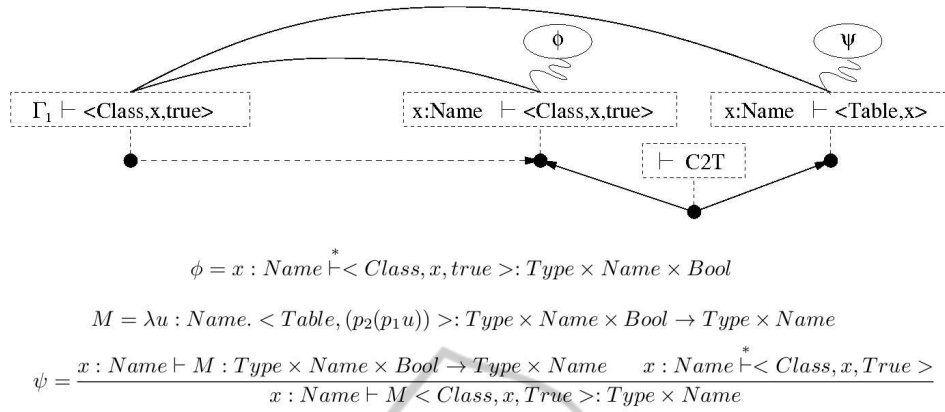 ϕ ψ
Γ₁ ⊢ <Class,x,true> x:Name ⊢ <Class,x,true> x:Name ⊢ <Table,x>
⊢ C2T
ϕ = x : Name ⊢* < Class, x, true >: Type × Name × Bool
M = λu : Name. < Table, (p₂(p₁u)) >: Type × Name × Bool → Type × Name
x : Name ⊢ M : Type × Name × Bool → Type × Name x : Name ⊢* < Class, x, True >
ψ =
x : Name ⊢ M < Class, x, True >: Type × Name